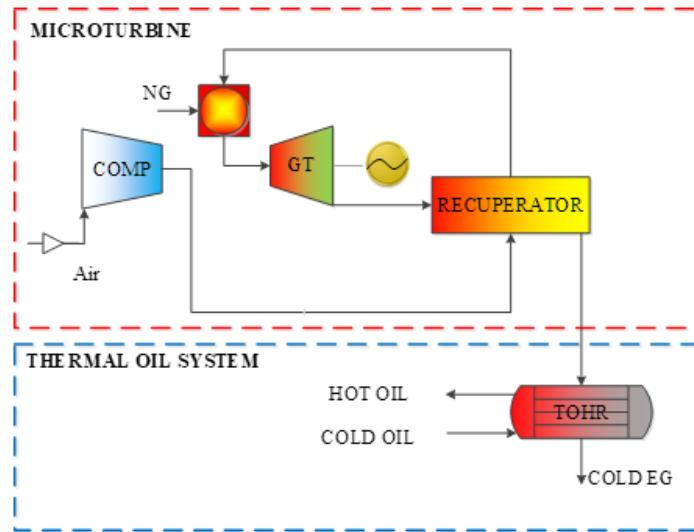 MICROTURBINE
NG
COMP
GT
RECUPERATOR
Air
THERMAL OIL SYSTEM
HOT OIL
TOHR
COLD OIL
COLD EG